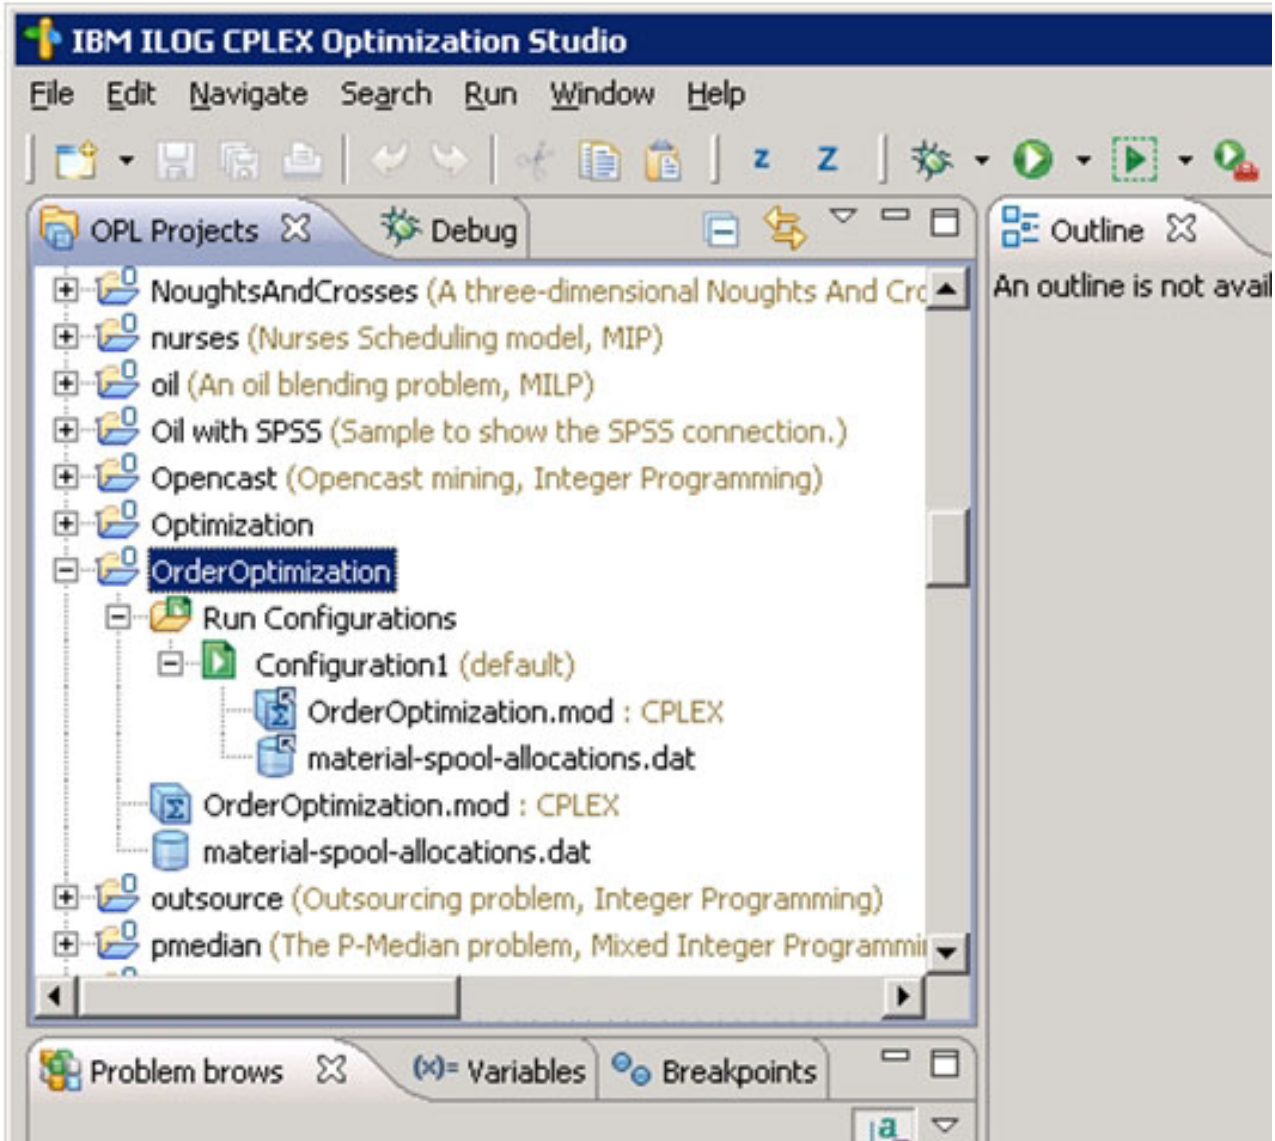 IBM ILOG CPLEX Optimization Studio
File Edit Navigate Search Run Window Help
z Z
OPL Projects Debug Outline
An outline is not avail
NoughtsAndCrosses (A three-dimensional Noughts And Cro
nurses (Nurses Scheduling model, MIP)
oil (An oil blending problem, MILP)
Oil with SPSS (Sample to show the SPSS connection.)
Opencast (Opencast mining, Integer Programming)
Optimization
OrderOptimization
Run Configurations
Configuration1 (default)
OrderOptimization.mod : CPLEX
material-spool-allocations.dat
OrderOptimization.mod : CPLEX
material-spool-allocations.dat
outsource (Outsourcing problem, Integer Programming)
pmedian (The P-Median problem, Mixed Integer Programmin
Problem brows (x)= Variables Breakpoints